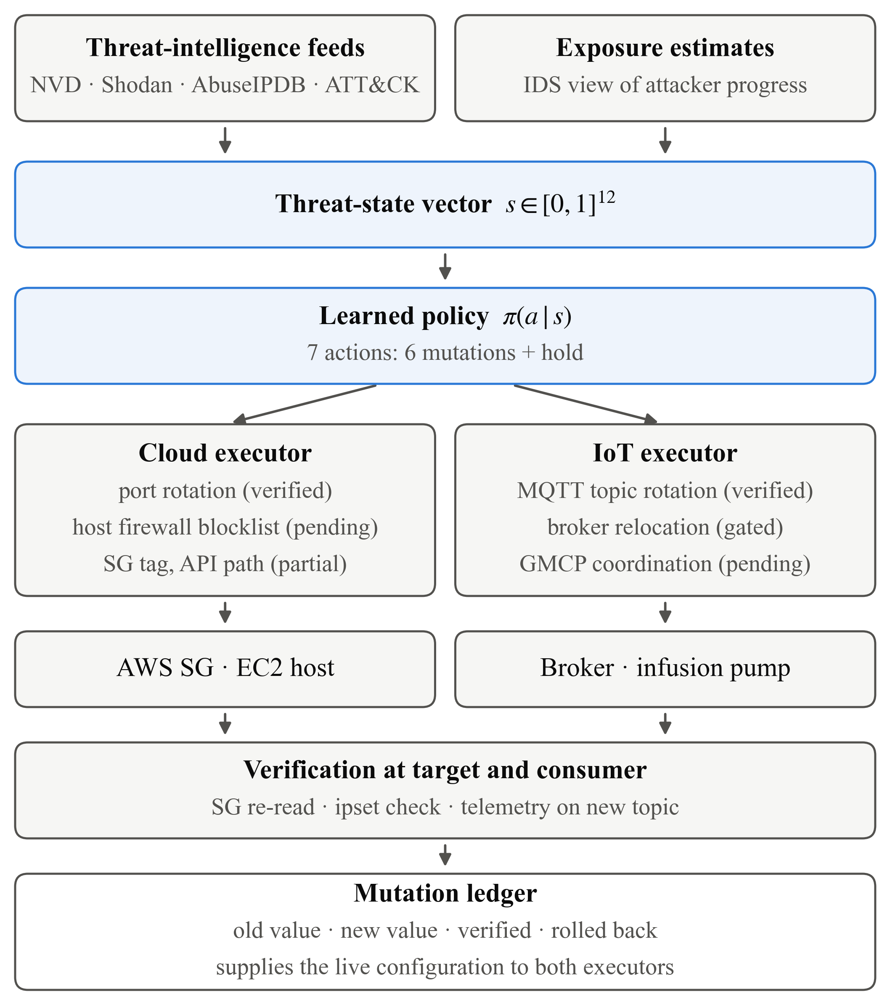 Threat-intelligence feeds
NVD · Shodan · AbuseIPDB · ATT&CK
Exposure estimates
IDS view of attacker progress
Threat-state vector s ∈ [0, 1]¹²
Learned policy π(a | s)
7 actions: 6 mutations + hold
Cloud executor
port rotation (verified)
host firewall blocklist (pending)
SG tag, API path (partial)
IoT executor
MQTT topic rotation (verified)
broker relocation (gated)
GMCP coordination (pending)
AWS SG · EC2 host
Broker · infusion pump
Verification at target and consumer
SG re-read · ipset check · telemetry on new topic
Mutation ledger
old value · new value · verified · rolled back
supplies the live configuration to both executors